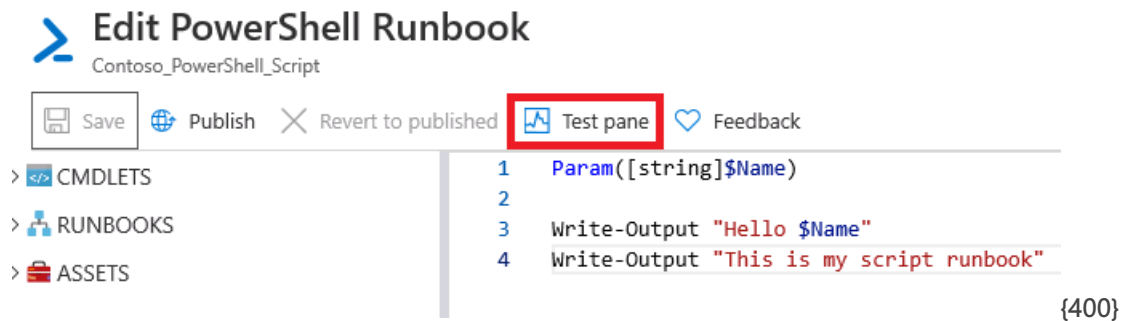 Edit PowerShell Runbook
Contoso_PowerShell_Script
Save Publish Revert to published Test pane Feedback
CMDLETS
RUNBOOKS
ASSETS
1 Param([string]$Name)
2
3 Write-Output "Hello $Name"
4 Write-Output "This is my script runbook"
{400}